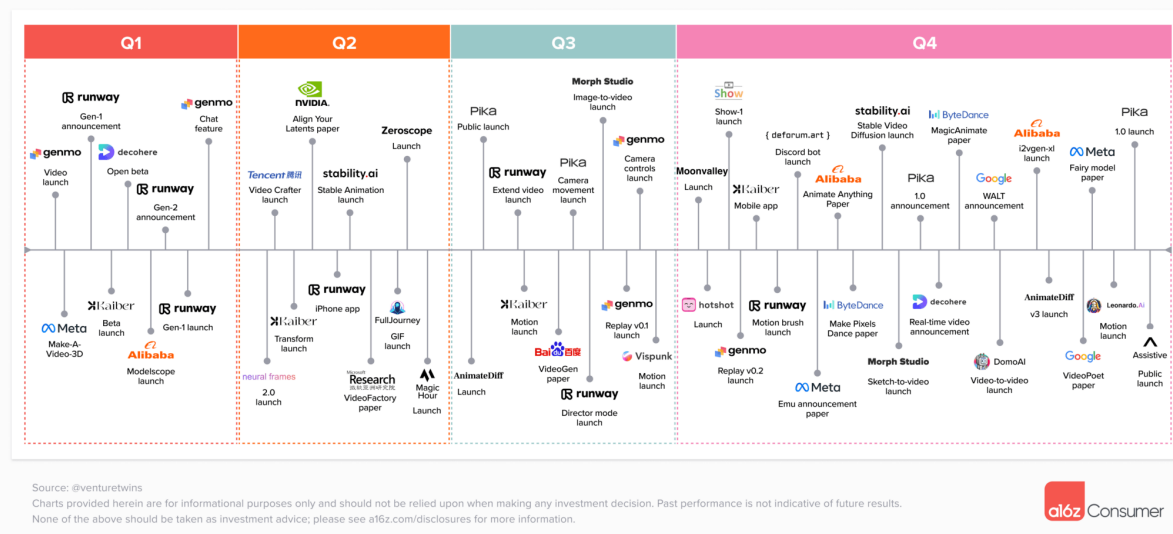 Q1
Q2
Q3
Q4
runway
Gen-1
announcement
genmo
Chat
feature
genmo
Video
launch
decohere
Open beta
runway
Gen-2
announcement
Meta
Make-A-
Video-3D
Kaiber
Beta
launch
Alibaba
Modelscope
launch
runway
Gen-1 launch
NVIDIA.
Align Your
Latents paper
Zeroscope
Launch
Tencent 腾讯
Video Crafter
launch
stability.ai
Stable Animation
launch
neural frames
2.0
launch
Kaiber
Transform launch
runway
iPhone app
Microsoft
Research
微软亚洲研究院
VideoFactory
paper
FullJourney
GIF
launch
Magic
Hour
Launch
Pika
Public launch
runway
Extend video
launch
Morph Studio
Image-to-video
launch
Pika
Camera
movement
launch
genmo
Camera
controls
launch
AnimateDiff
Launch
Kaiber
Motion
launch
Bai百度
VideoGen
paper
runway
Director mode
launch
genmo
Replay v0.1
launch
Vispunk
Motion
launch
Moonvalley
Launch
Show
Show-1
launch
Kaiber
Mobile app
{ deforum.art }
Discord bot
launch
Alibaba
Animate Anything
Paper
stability.ai
Stable Video
Diffusion launch
Pika
1.0
announcement
ByteDance
MagicAnimate
paper
Google
WALT
announcement
Alibaba
i2vgen-xl
launch
Meta
Fairy model
paper
Pika
1.0 launch
hotshot
Launch
genmo
Replay v0.2
launch
runway
Motion brush
launch
Meta
Emu announcement
paper
ByteDance
Make Pixels
Dance paper
Morph Studio
Sketch-to-video
launch
decohere
Real-time video
announcement
DomoAI
Video-to-video
launch
AnimateDiff
v3 launch
Google
VideoPoet
paper
Leonardo.Ai
Motion
launch
Assistive
Public
launch
Source: @venturetwins
Charts provided herein are for informational purposes only and should not be relied upon when making any investment decision. Past performance is not indicative of future results.
None of the above should be taken as investment advice; please see a16z.com/disclosures for more information.
a16z Consumer